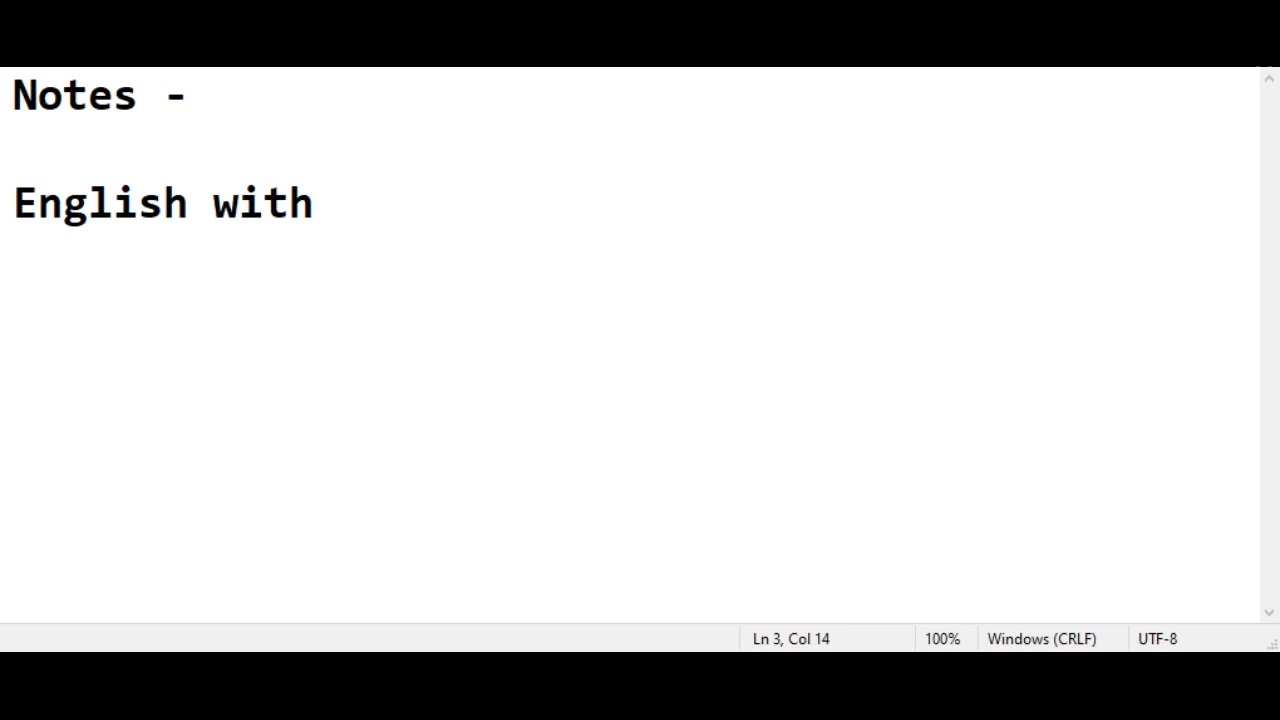 Notes -
English with
Ln 3, Col 14
100%
Windows (CRLF)
UTF-8